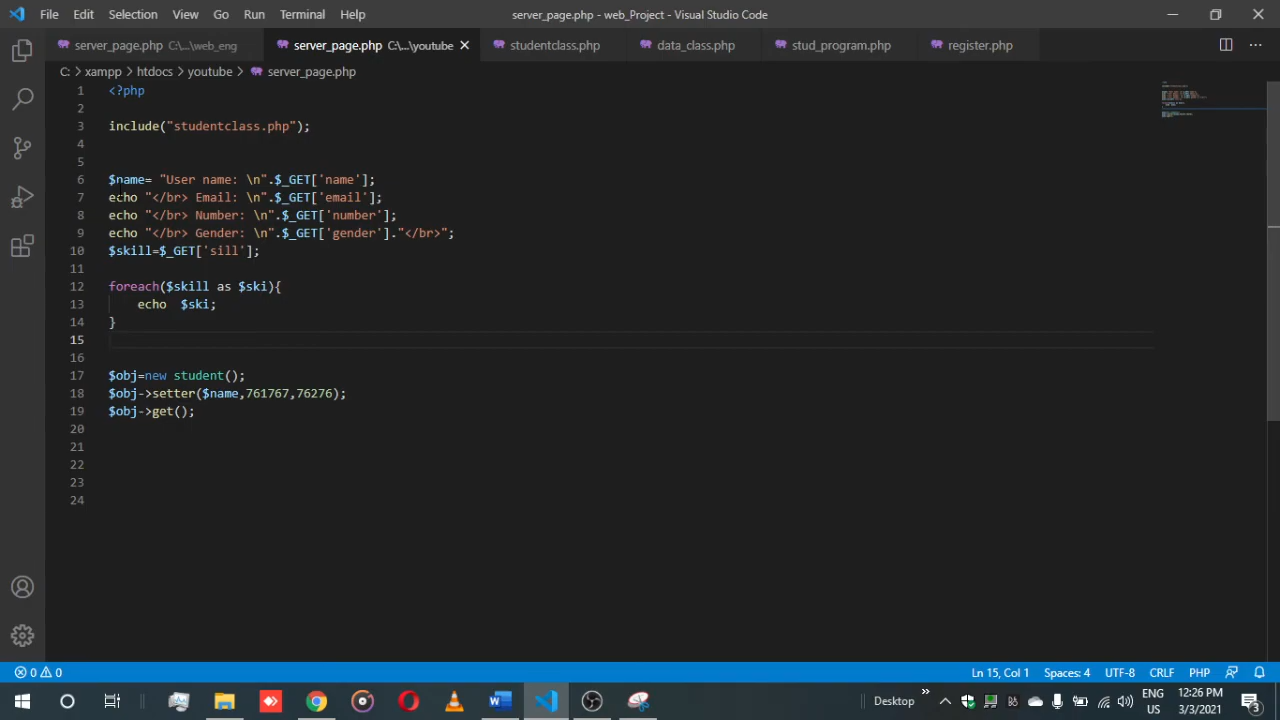 File Edit Selection View Go Run Terminal Help server_page.php - web_Project - Visual Studio Code
server_page.php C:\...\web_eng server_page.php C:\...\youtube studentclass.php data_class.php stud_program.php register.php
C: > xampp > htdocs > youtube > server_page.php
1 <?php
2
3 include("studentclass.php");
4
5
6 $name= "User name: \n".$_GET['name'];
7 echo "</br> Email: \n".$_GET['email'];
8 echo "</br> Number: \n".$_GET['number'];
9 echo "</br> Gender: \n".$_GET['gender']."</br>";
10 $skill=$_GET['sill'];
11
12 foreach($skill as $ski){
13 echo  $ski;
14 }
15
16
17 $obj=new student();
18 $obj->setter($name,761767,76276);
19 $obj->get();
20
21
22
23
24
0 0 Ln 15, Col 1 Spaces: 4 UTF-8 CRLF PHP
Desktop » ENG 12:26 PM
US 3/3/2021 3